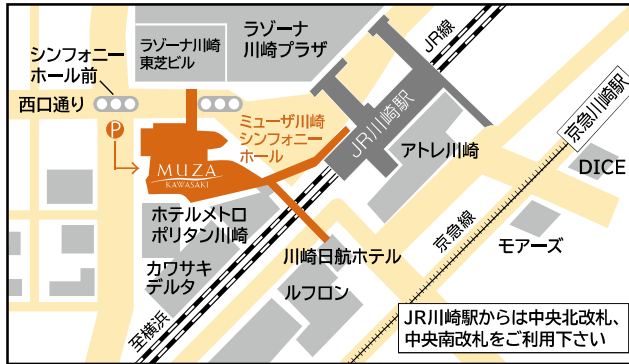 ラゾーナ
川崎プラザ
ラゾーナ川崎
東芝ビル
シンフォニー
ホール前
西口通り
P
JR線
JR川崎駅
京急川崎駅
ミューザ川崎
シンフォニー
ホール
MUZA
KAWASAKI
アトレ川崎
DICE
ホテルメトロ
ポリタン川崎
京急線
モアーズ
カワサキ
デルタ
川崎日航ホテル
ルフロン
至横浜
JR川崎駅からは中央北改札、
中央南改札をご利用下さい